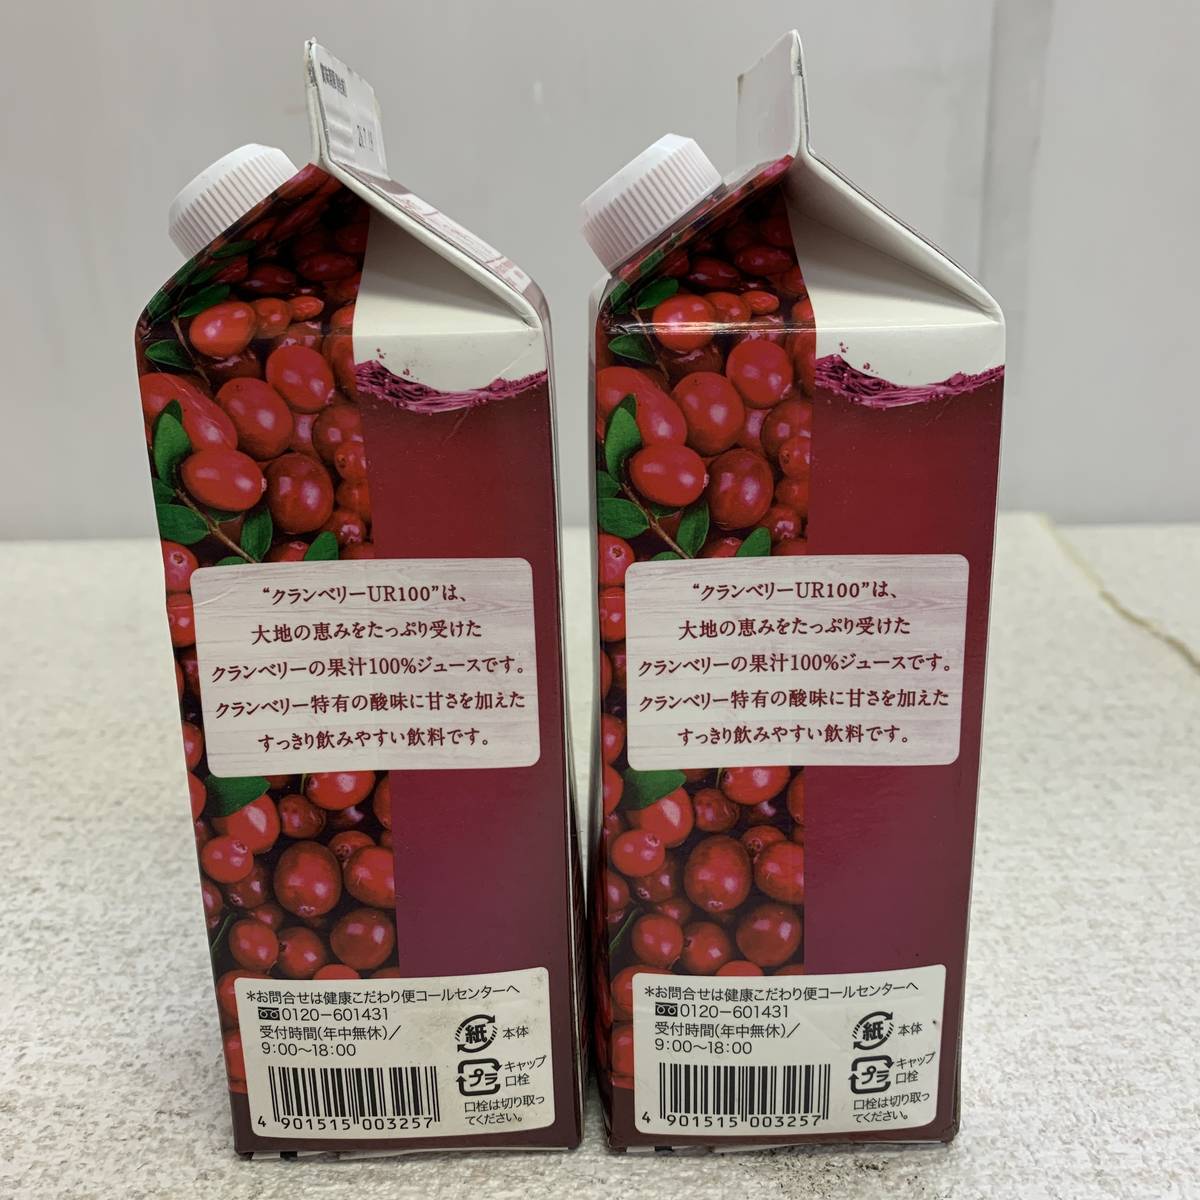 "クランベリーUR100"は、
大地の恵みをたっぷり受けた
クランベリーの果汁100%ジュースです。
クランベリー特有の酸味に甘さを加えた
すっきり飲みやすい飲料です。
*お問合せは健康こだわり便コールセンターへ
0120-601431
受付時間(年中無休)/
9:00～18:00
紙 本体
プラ キャップ
口栓
口栓は切り取っ
てください。
4 901515 003257
"クランベリーUR100"は、
大地の恵みをたっぷり受けた
クランベリーの果汁100%ジュースです。
クランベリー特有の酸味に甘さを加えた
すっきり飲みやすい飲料です。
*お問合せは健康こだわり便コールセンターへ
0120-601431
受付時間(年中無休)/
9:00～18:00
紙 本体
プラ キャップ
口栓
口栓は切り取っ
てください。
4 901515 003257